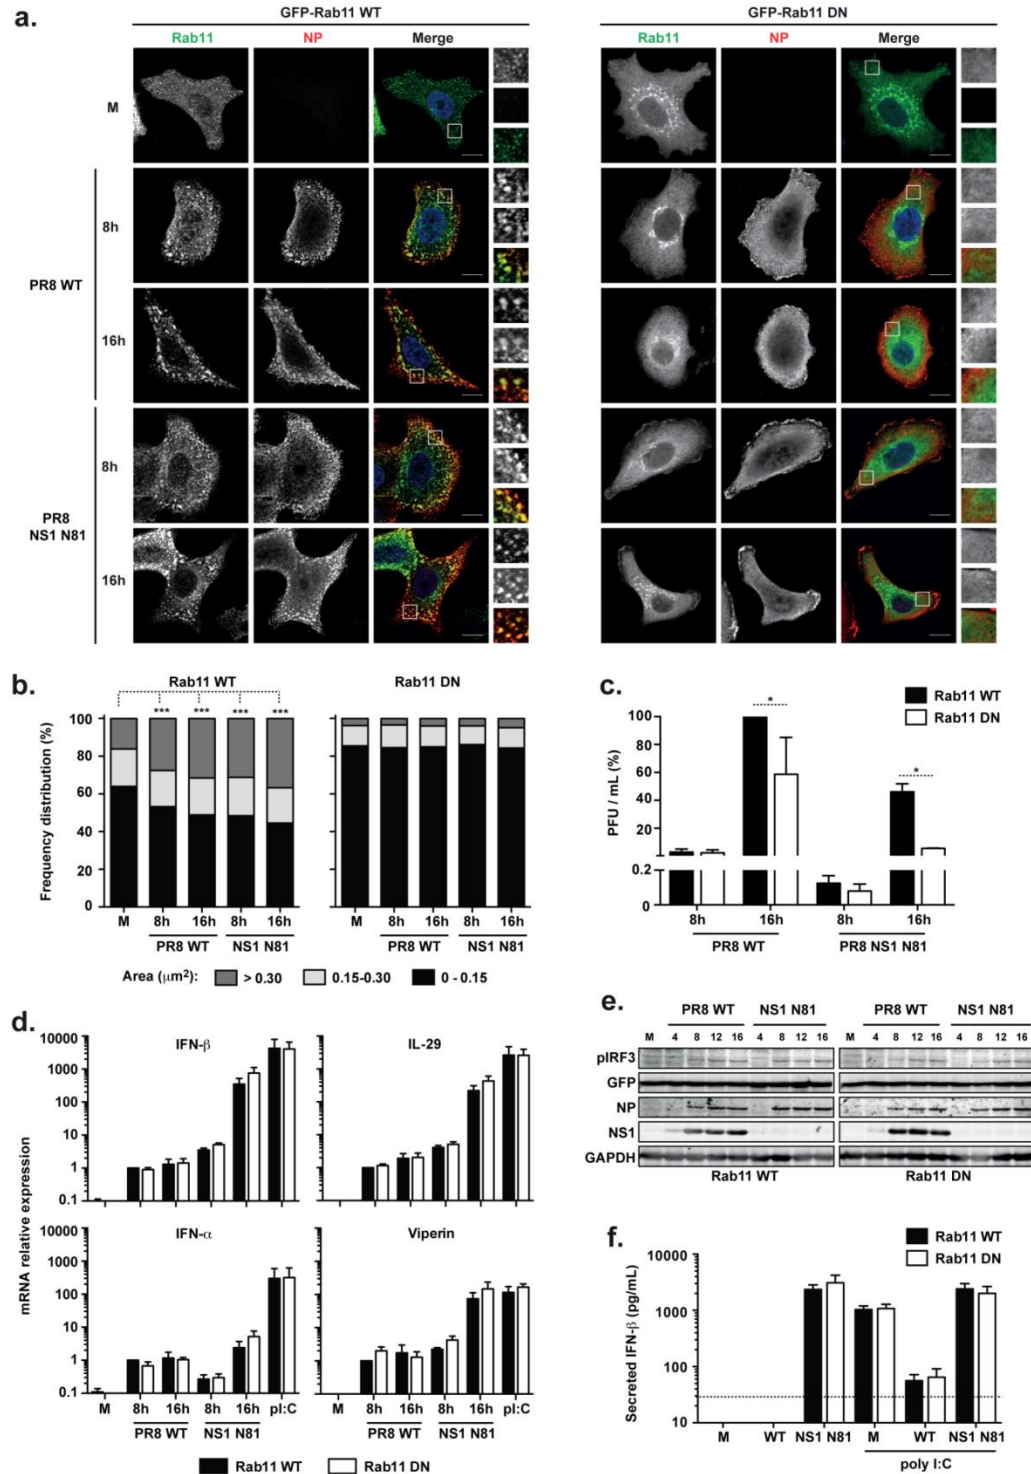 a.
GFP-Rab11 WT
GFP-Rab11 DN
Rab11 NP Merge
Rab11 NP Merge
M
8h
PR8 WT
16h
8h
PR8
NS1 N81
16h
b.
Rab11 WT
Rab11 DN
*** *** *** ***
Frequency distribution (%)
100
80
60
40
20
0
M 8h 16h 8h 16h
PR8 WT NS1 N81
M 8h 16h 8h 16h
PR8 WT NS1 N81
Area (μm²): > 0.30 0.15-0.30 0 - 0.15
c.
Rab11 WT
Rab11 DN
* *
PFU / mL (%)
100
80
60
40
20
0.2
0
8h 16h 8h 16h
PR8 WT PR8 NS1 N81
d.
mRNA relative expression
IFN-β
10000
1000
100
10
1
0.1
IL-29
IFN-α
10000
1000
100
10
1
0.1
Viperin
M 8h 16h 8h 16h pI:C
PR8 WT NS1 N81
M 8h 16h 8h 16h pI:C
PR8 WT NS1 N81
Rab11 WT Rab11 DN
e.
PR8 WT NS1 N81 PR8 WT NS1 N81
M 4 8 12 16 4 8 12 16 M 4 8 12 16 4 8 12 16
pIRF3
GFP
NP
NS1
GAPDH
Rab11 WT Rab11 DN
f.
Rab11 WT
Rab11 DN
Secreted IFN-β (pg/mL)
10000
1000
100
10
M WT NS1 N81 M WT NS1 N81
poly I:C